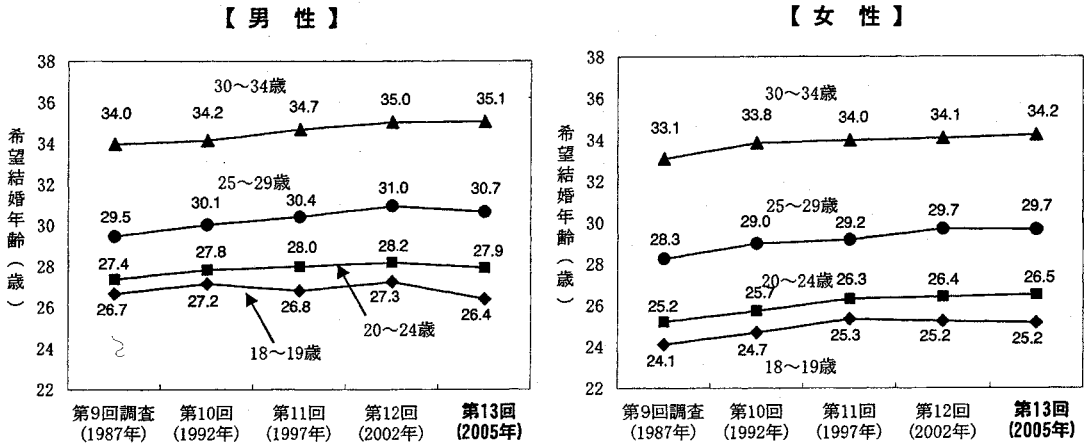 【 男 性 】
希望結婚年齢（歳）
38
36
34
32
30
28
26
24
22
30～34歳
34.0
34.2
34.7
35.0
35.1
25～29歳
29.5
30.1
30.4
31.0
30.7
27.4
27.8
28.0
28.2
27.9
26.7
27.2
26.8
27.3
26.4
20～24歳
18～19歳
第9回調査
(1987年)
第10回
(1992年)
第11回
(1997年)
第12回
(2002年)
第13回
(2005年)
【 女 性 】
希望結婚年齢（歳）
38
36
34
32
30
28
26
24
22
30～34歳
33.1
33.8
34.0
34.1
34.2
25～29歳
28.3
29.0
29.2
29.7
29.7
20～24歳
25.2
25.7
26.3
26.4
26.5
24.1
24.7
25.3
25.2
25.2
18～19歳
第9回調査
(1987年)
第10回
(1992年)
第11回
(1997年)
第12回
(2002年)
第13回
(2005年)